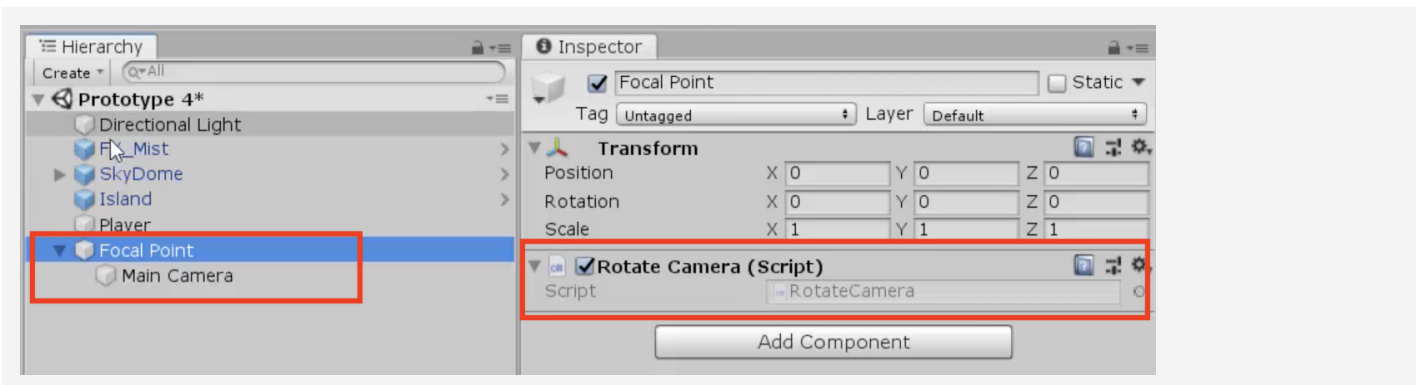 Hierarchy
Create
All
Prototype 4*
Directional Light
FX_Mist
SkyDome
Island
Player
Focal Point
Main Camera
Inspector
Focal Point
Static
Tag Untagged Layer Default
Transform
Position X 0 Y 0 Z 0
Rotation X 0 Y 0 Z 0
Scale X 1 Y 1 Z 1
Rotate Camera (Script)
Script RotateCamera
Add Component